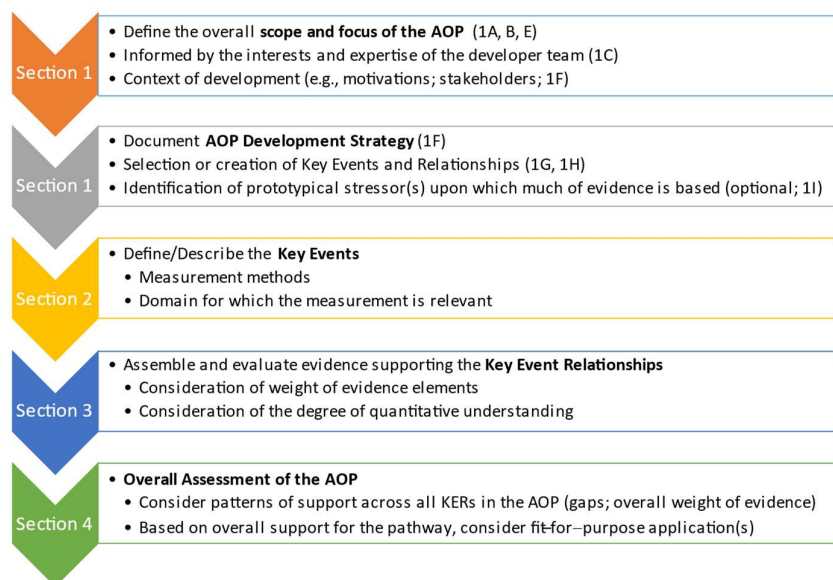 Section 1
• Define the overall scope and focus of the AOP (1A, B, E)
• Informed by the interests and expertise of the developer team (1C)
• Context of development (e.g., motivations; stakeholders; 1F)
Section 1
• Document AOP Development Strategy (1F)
• Selection or creation of Key Events and Relationships (1G, 1H)
• Identification of prototypical stressor(s) upon which much of evidence is based (optional; 1I)
Section 2
• Define/Describe the Key Events
• Measurement methods
• Domain for which the measurement is relevant
Section 3
• Assemble and evaluate evidence supporting the Key Event Relationships
• Consideration of weight of evidence elements
• Consideration of the degree of quantitative understanding
Section 4
• Overall Assessment of the AOP
• Consider patterns of support across all KERs in the AOP (gaps; overall weight of evidence)
• Based on overall support for the pathway, consider fit-for–purpose application(s)